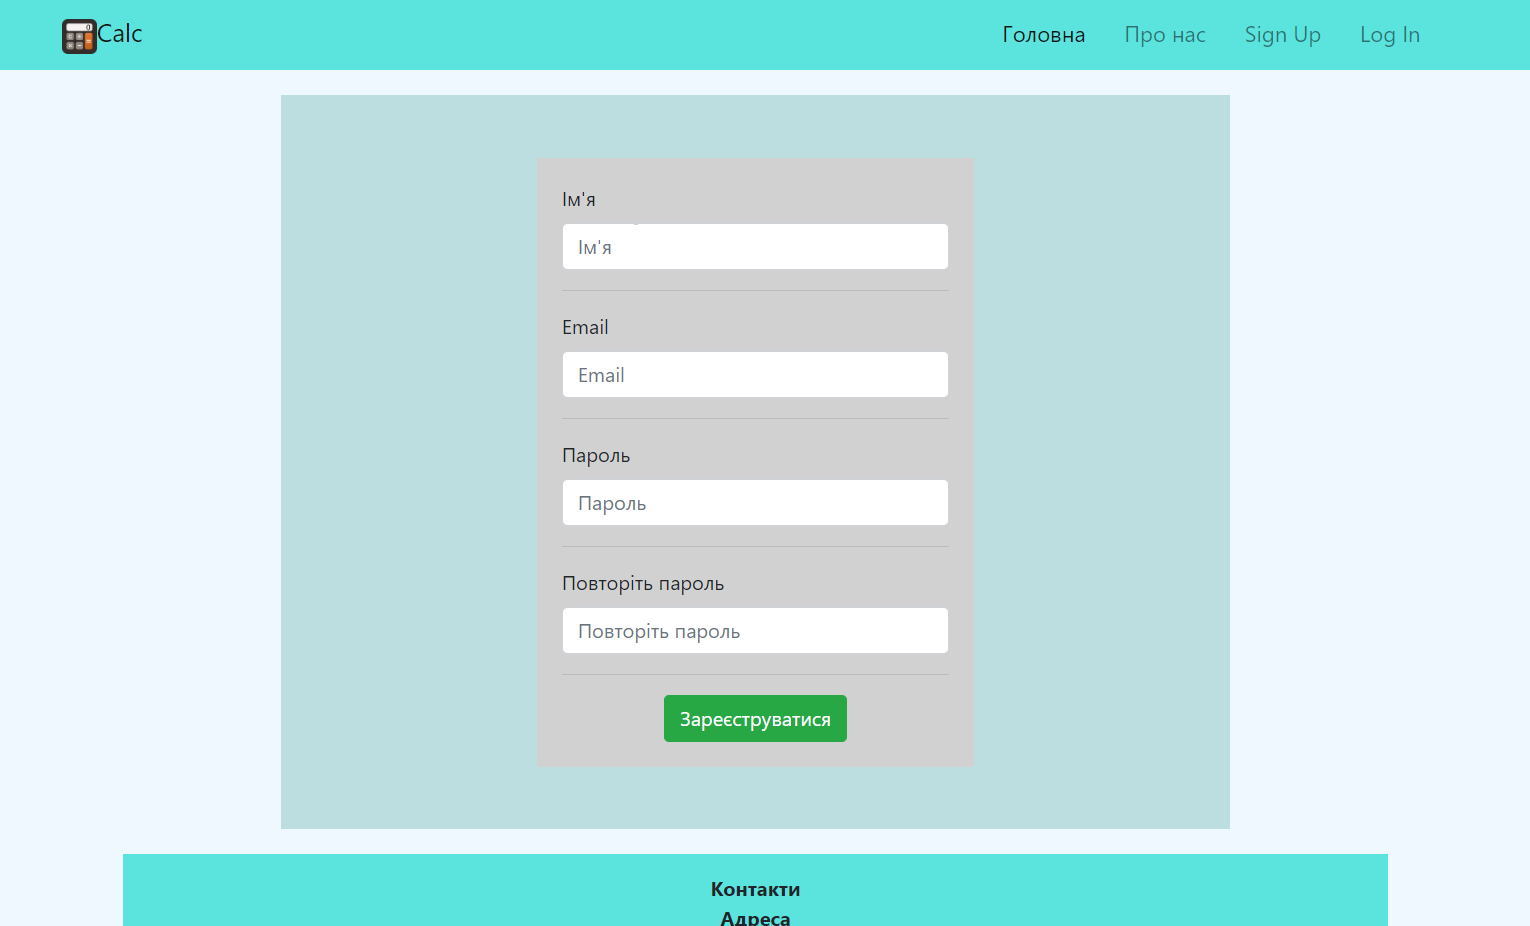 Calc
Головна Про нас Sign Up Log In
Ім'я
Ім'я
Email
Email
Пароль
Пароль
Повторіть пароль
Повторіть пароль
Зареєструватися
Контакти
Адреса